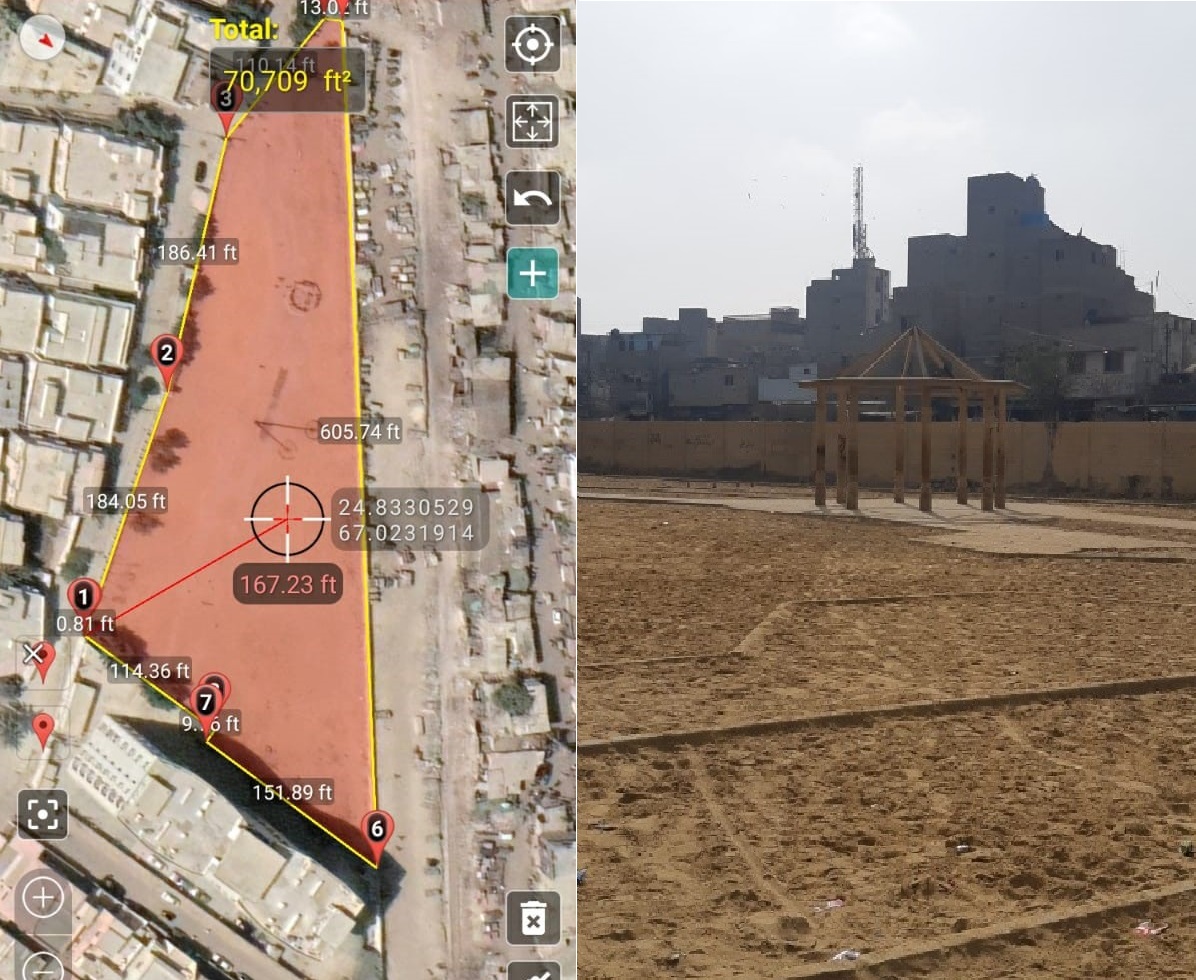 13.02 ft
Total:
110.14 ft
70,709 ft²
3
186.41 ft
2
605.74 ft
184.05 ft
24.8330529
67.0231914
167.23 ft
1
0.81 ft
114.36 ft
7
151.89 ft
6